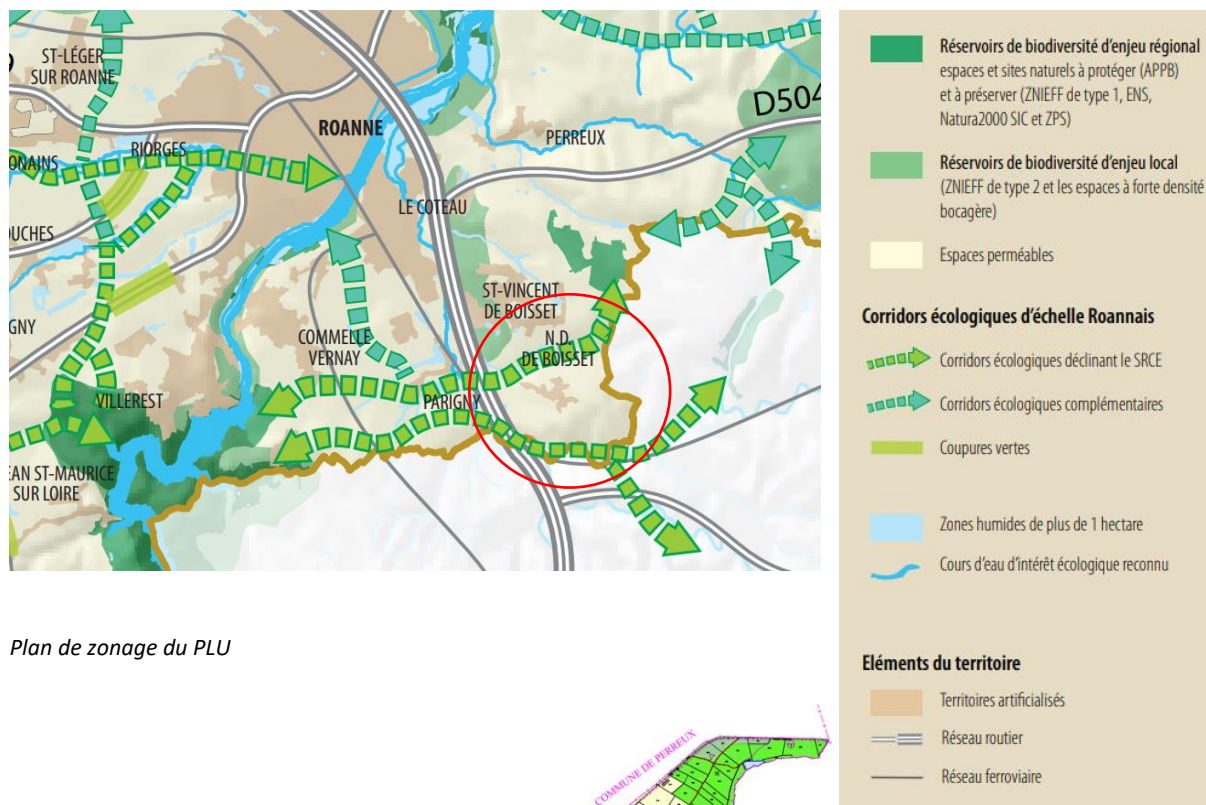 ST-LÉGER
SUR ROANNE
ROANNE
D504
PERREUX
RIORGES
ONAINS
LE COTEAU
OUCHES
ST-VINCENT
DE BOISSET
N.D.
DE BOISSET
IGNY
COMMELLE
VERNAY
VILLEREST
PARIGNY
EAN ST-MAURICE
SUR LOIRE
Plan de zonage du PLU
COMMUNE DE PERREUX
Réservoirs de biodiversité d'enjeu régional
espaces et sites naturels à protéger (APPB)
et à préserver (ZNIEFF de type 1, ENS,
Natura2000 SIC et ZPS)
Réservoirs de biodiversité d'enjeu local
(ZNIEFF de type 2 et les espaces à forte densité
bocagère)
Espaces perméables
Corridors écologiques d'échelle Roannais
Corridors écologiques déclinant le SRCE
Corridors écologiques complémentaires
Coupures vertes
Zones humides de plus de 1 hectare
Cours d'eau d'intérêt écologique reconnu
Eléments du territoire
Territoires artificialisés
Réseau routier
Réseau ferroviaire